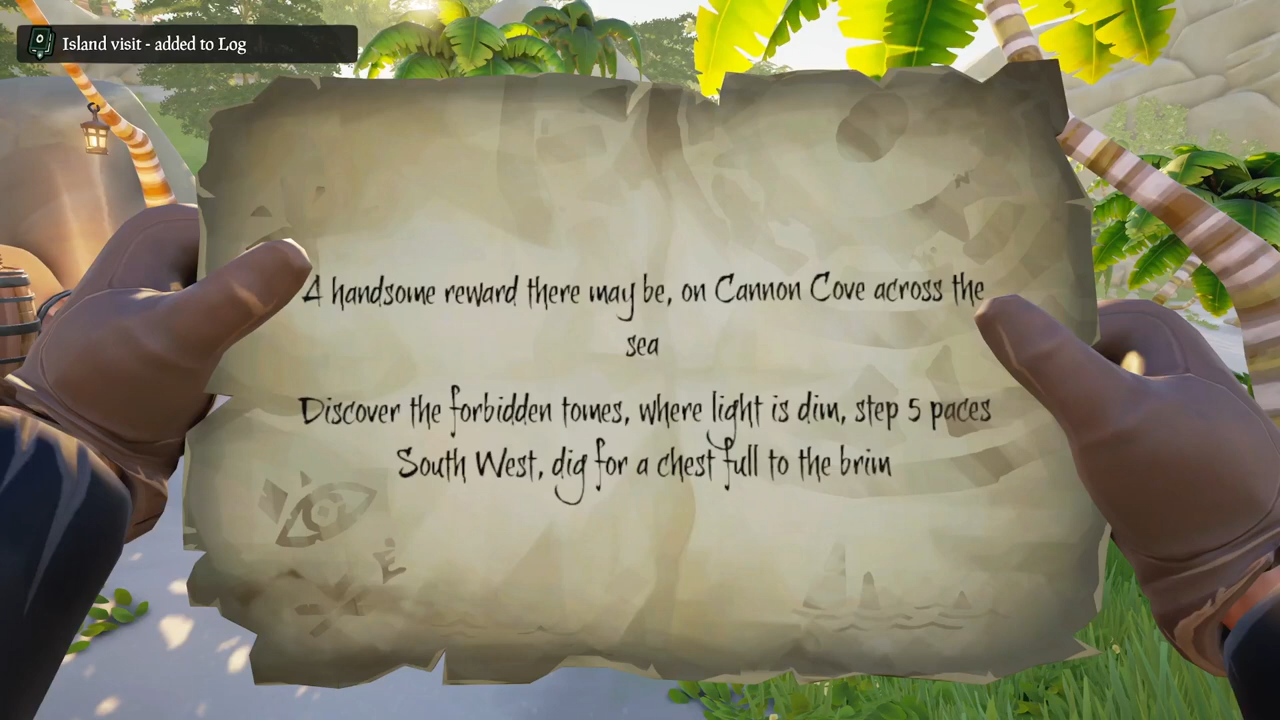 Island visit - added to Log
A handsome reward there may be, on Cannon Cove across the
sea
Discover the forbidden tomes, where light is dim, step 5 paces
South West, dig for a chest full to the brim
N
E